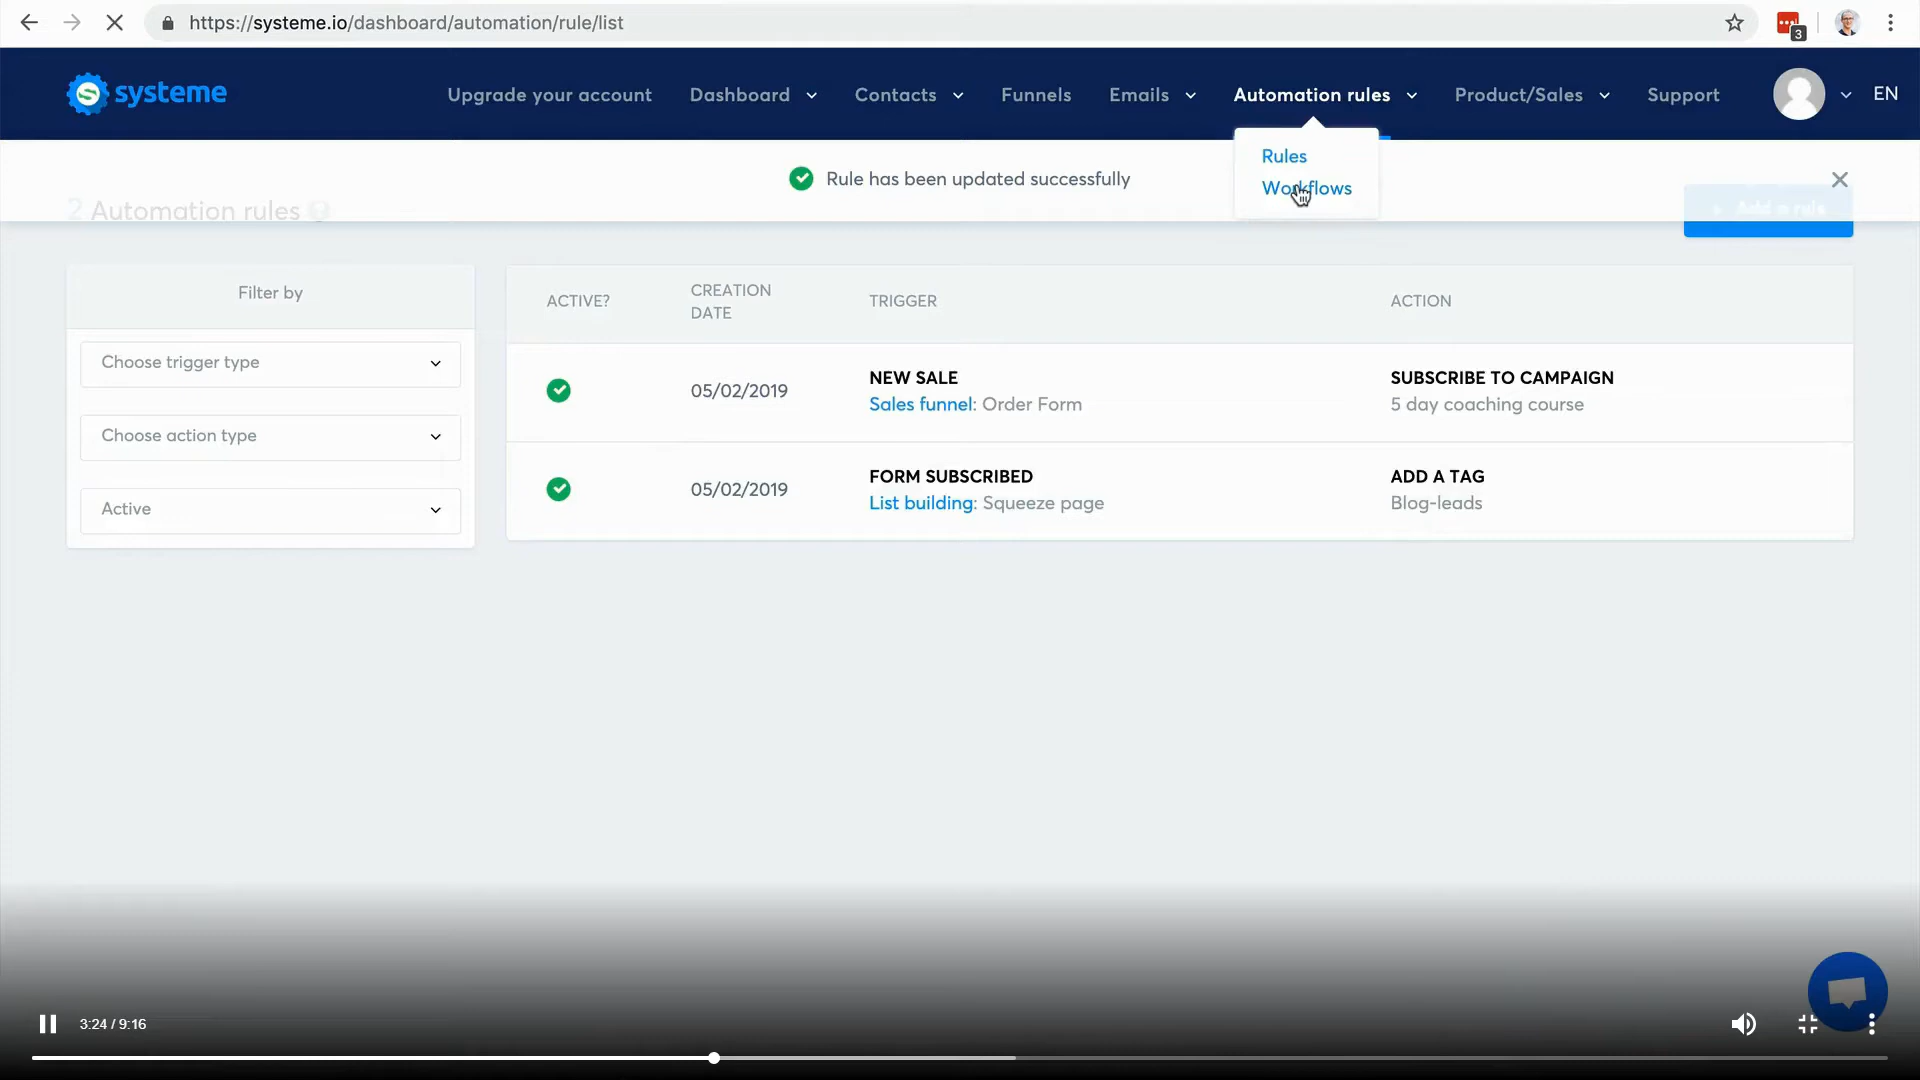 https://systeme.io/dashboard/automation/rule/list
3
systeme
Upgrade your account
Dashboard
Contacts
Funnels
Emails
Automation rules
Product/Sales
Support
EN
Rules
Workflows
Rule has been updated successfully
2 Automation rules
Add a rule
Filter by
Choose trigger type
Choose action type
Active
ACTIVE?
CREATION
DATE
TRIGGER
ACTION
05/02/2019
NEW SALE
Sales funnel: Order Form
SUBSCRIBE TO CAMPAIGN
5 day coaching course
05/02/2019
FORM SUBSCRIBED
List building: Squeeze page
ADD A TAG
Blog-leads
3:24 / 9:16